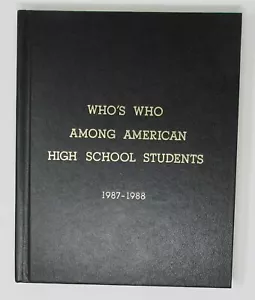 WHO'S WHO
AMONG AMERICAN
HIGH SCHOOL STUDENTS
1987-1988